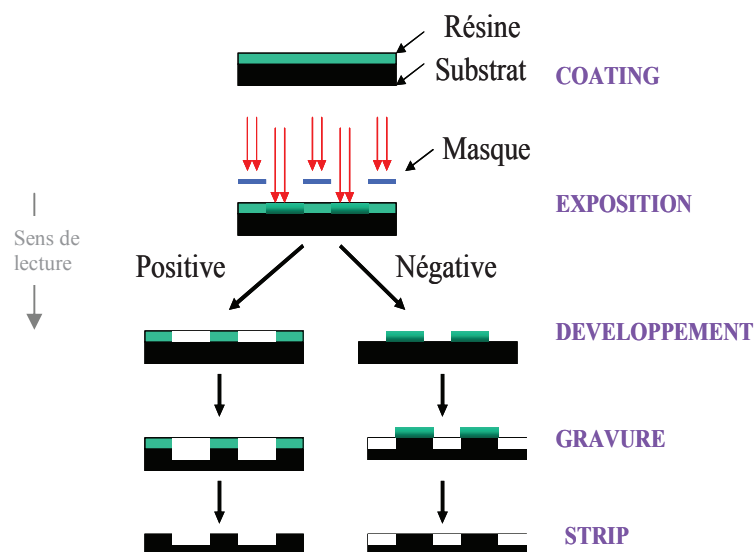 Résine
Substrat
COATING
Masque
EXPOSITION
Sens de
lecture
Positive
Négative
DEVELOPPEMENT
GRAVURE
STRIP